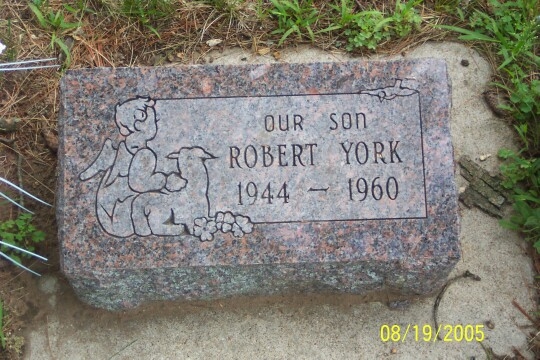 OUR SON
ROBERT YORK
1944 – 1960
08/19/2005